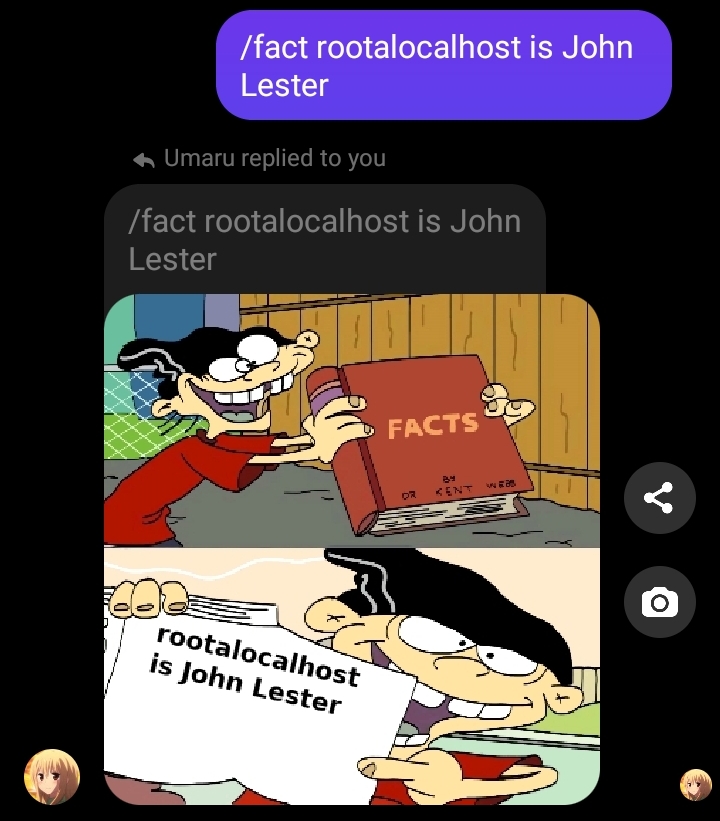 /fact rootalocalhost is John
Lester
Umaru replied to you
/fact rootalocalhost is John
Lester
FACTS
BY
DR KENT WEBB
rootalocalhost
is John Lester